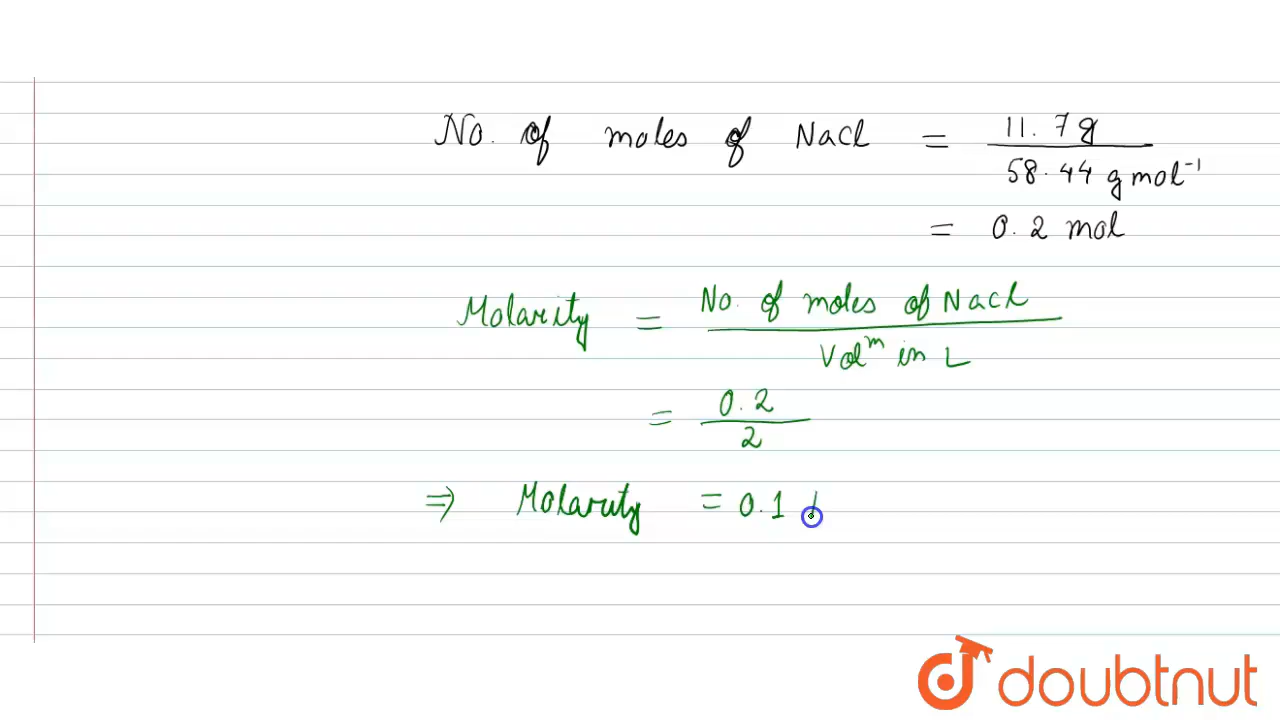 No. of moles of NaCl = 11.7g
58.44 g mol⁻¹
= 0.2 mol
Molarity = No. of moles of NaCl
Volᵐ in L
= 0.2
2
⇒ Molarity = 0.1
doubtnut